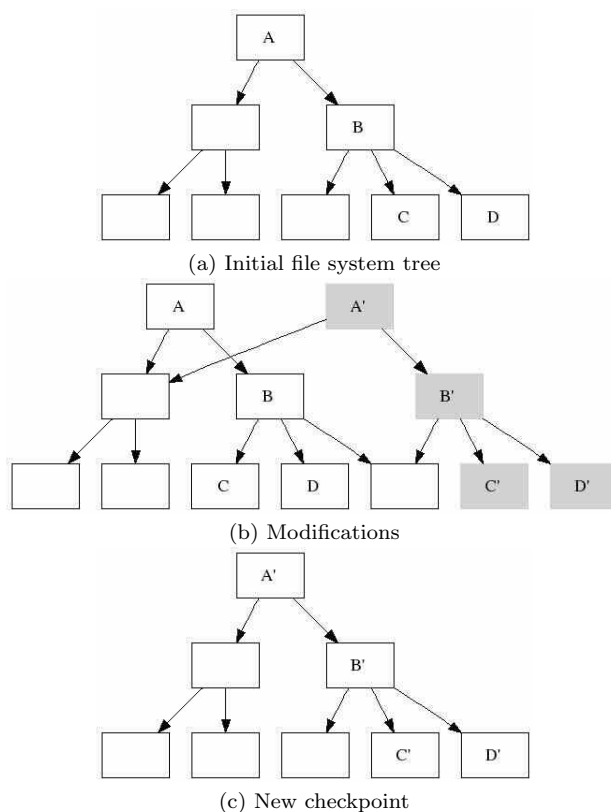 A
B
C D
(a) Initial file system tree
A A'
B B'
C D C' D'
(b) Modifications
A'
B'
C' D'
(c) New checkpoint